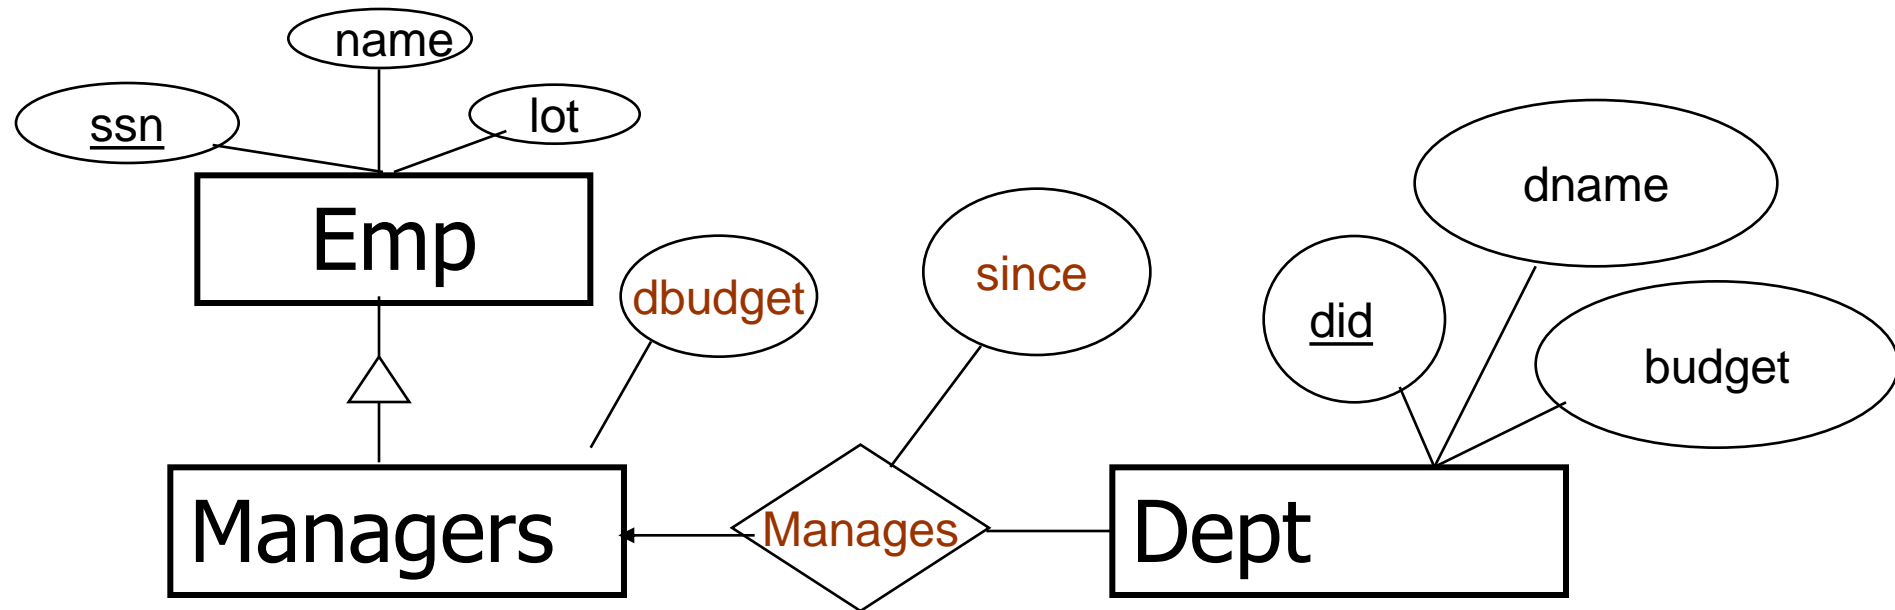 name
ssn
lot
Emp
dbudget
since
dname
did
budget
Managers
Manages
Dept